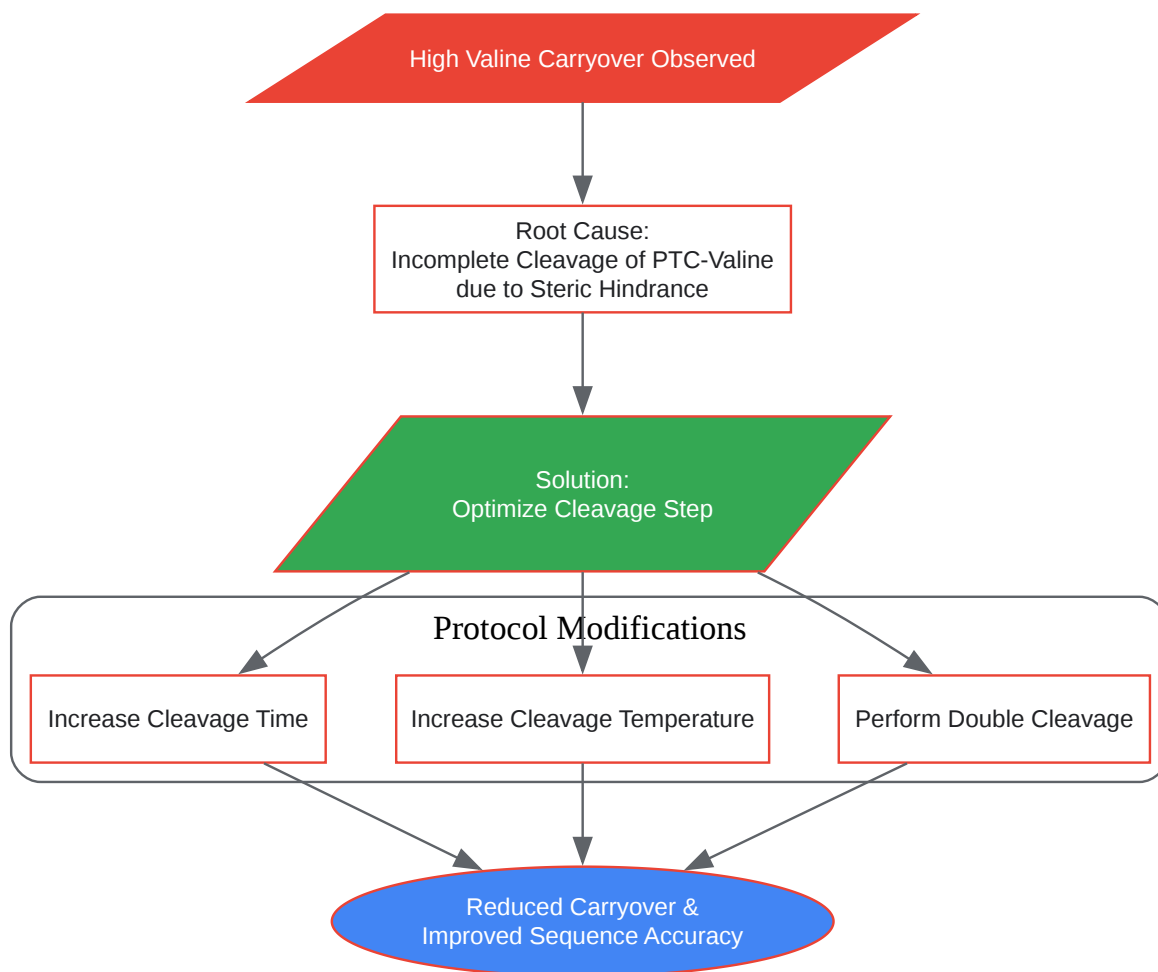 High Valine Carryover Observed
Root Cause:
Incomplete Cleavage of PTC-Valine
due to Steric Hindrance
Solution:
Optimize Cleavage Step
Protocol Modifications
Increase Cleavage Time
Increase Cleavage Temperature
Perform Double Cleavage
Reduced Carryover &
Improved Sequence Accuracy